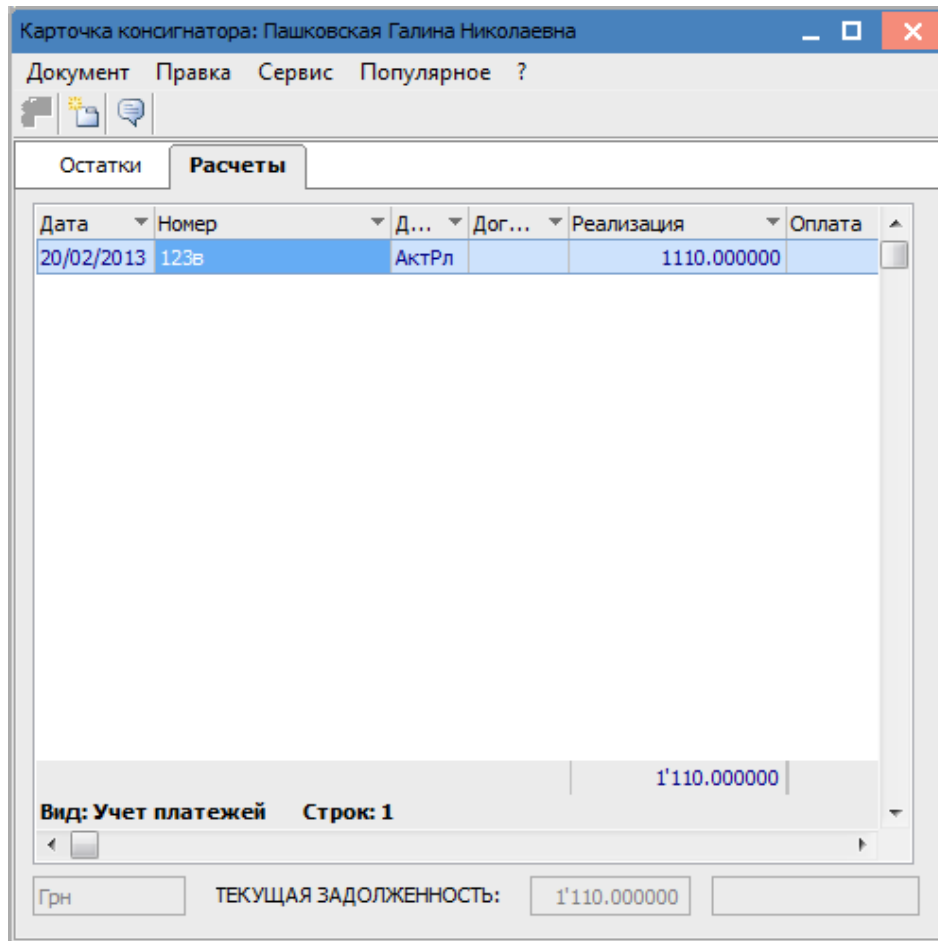 Карточка консигнатора: Пашковская Галина Николаевна
Документ Правка Сервис Популярное ?
Остатки Расчеты
Дата Номер Д... Дог... Реализация Оплата
20/02/2013 123в АктРл 1110.000000
1'110.000000
Вид: Учет платежей Строк: 1
Грн ТЕКУЩАЯ ЗАДОЛЖЕННОСТЬ: 1'110.000000